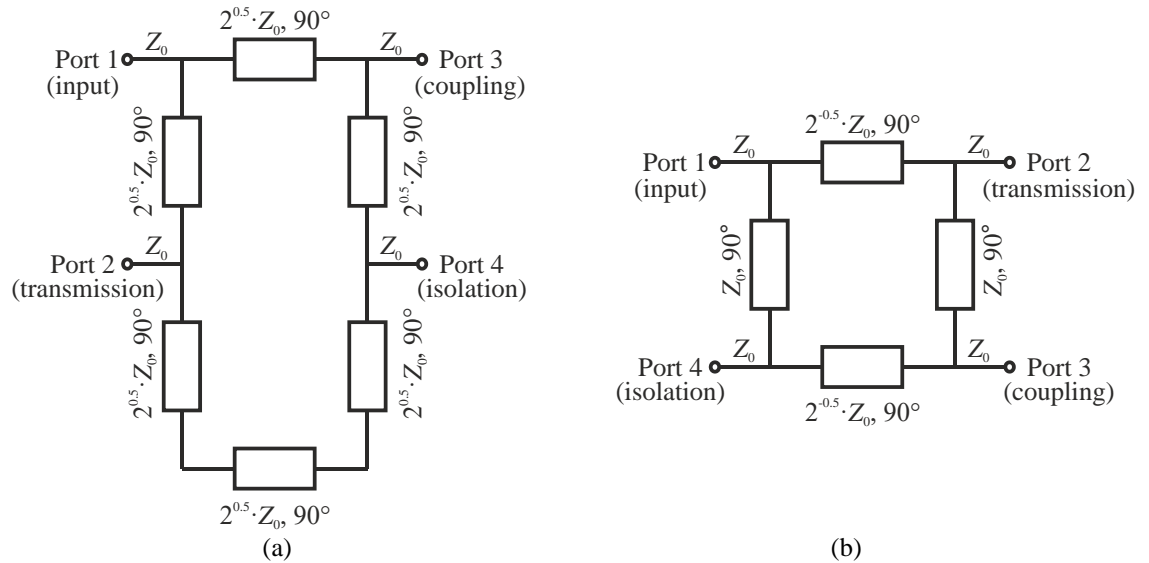 2^0.5·Z₀, 90°
Port 1
(input)
Z₀
Z₀
Port 3
(coupling)
2^0.5·Z₀, 90°
2^0.5·Z₀, 90°
Port 2
(transmission)
Z₀
Z₀
Port 4
(isolation)
2^0.5·Z₀, 90°
2^0.5·Z₀, 90°
2^0.5·Z₀, 90°
(a)
2^-0.5·Z₀, 90°
Port 1
(input)
Z₀
Z₀
Port 2
(transmission)
Z₀, 90°
Z₀, 90°
Port 4
(isolation)
Z₀
Z₀
Port 3
(coupling)
2^-0.5·Z₀, 90°
(b)